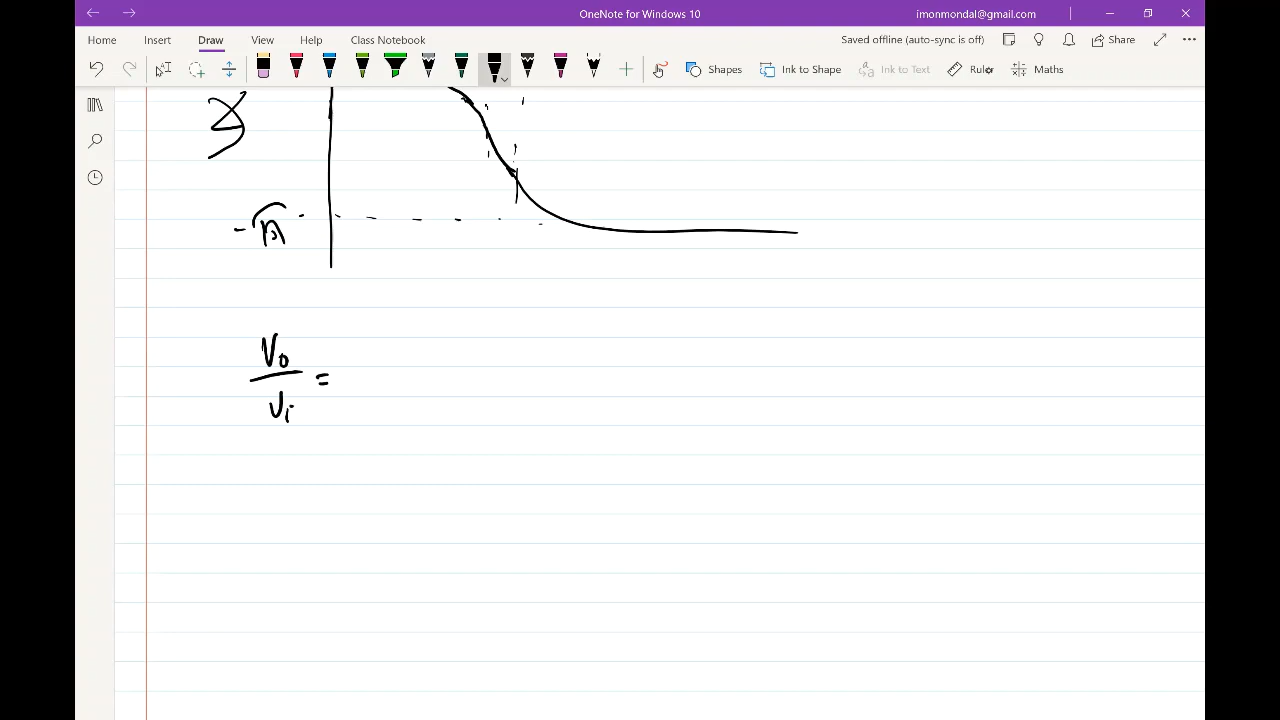 OneNote for Windows 10
imonmondal@gmail.com
Home Insert Draw View Help Class Notebook
Saved offline (auto-sync is off)
Share
Shapes Ink to Shape Ink to Text Ruler Maths
-π
Vo
=
Vi